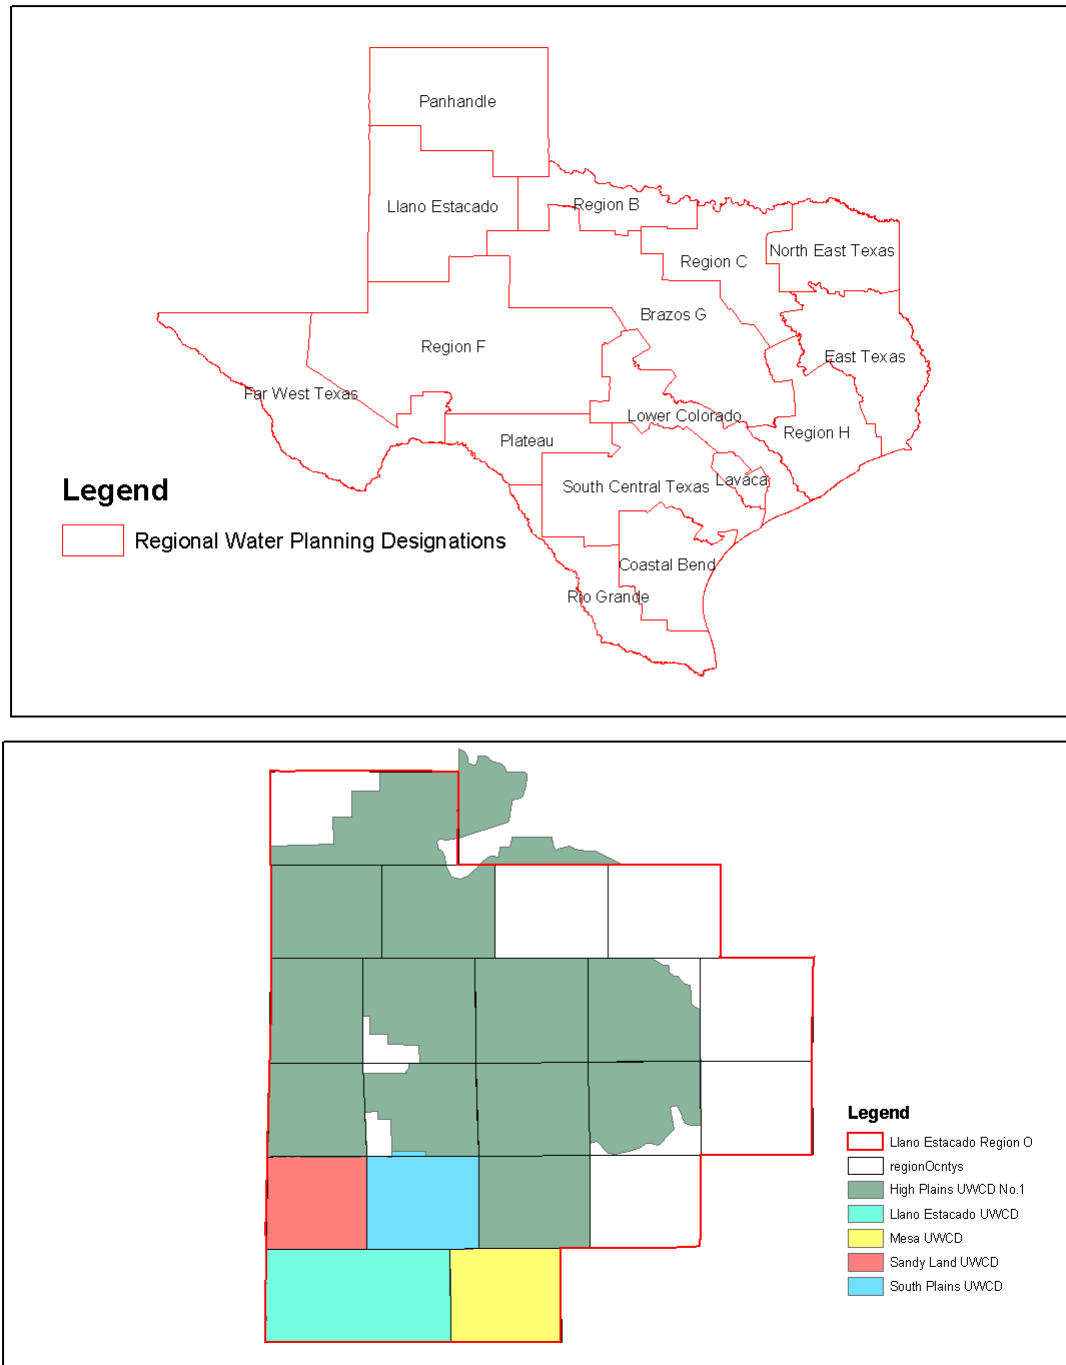 Panhandle
Llano Estacado
Region B
North East Texas
Region C
Brazos G
Region F
East Texas
Far West Texas
Lower Colorado
Region H
Plateau
Lavaca
South Central Texas
Legend
Regional Water Planning Designations
Coastal Bend
Rio Grande
Legend
Llano Estacado Region O
regionOcntys
High Plains UWCD No.1
Llano Estacado UWCD
Mesa UWCD
Sandy Land UWCD
South Plains UWCD